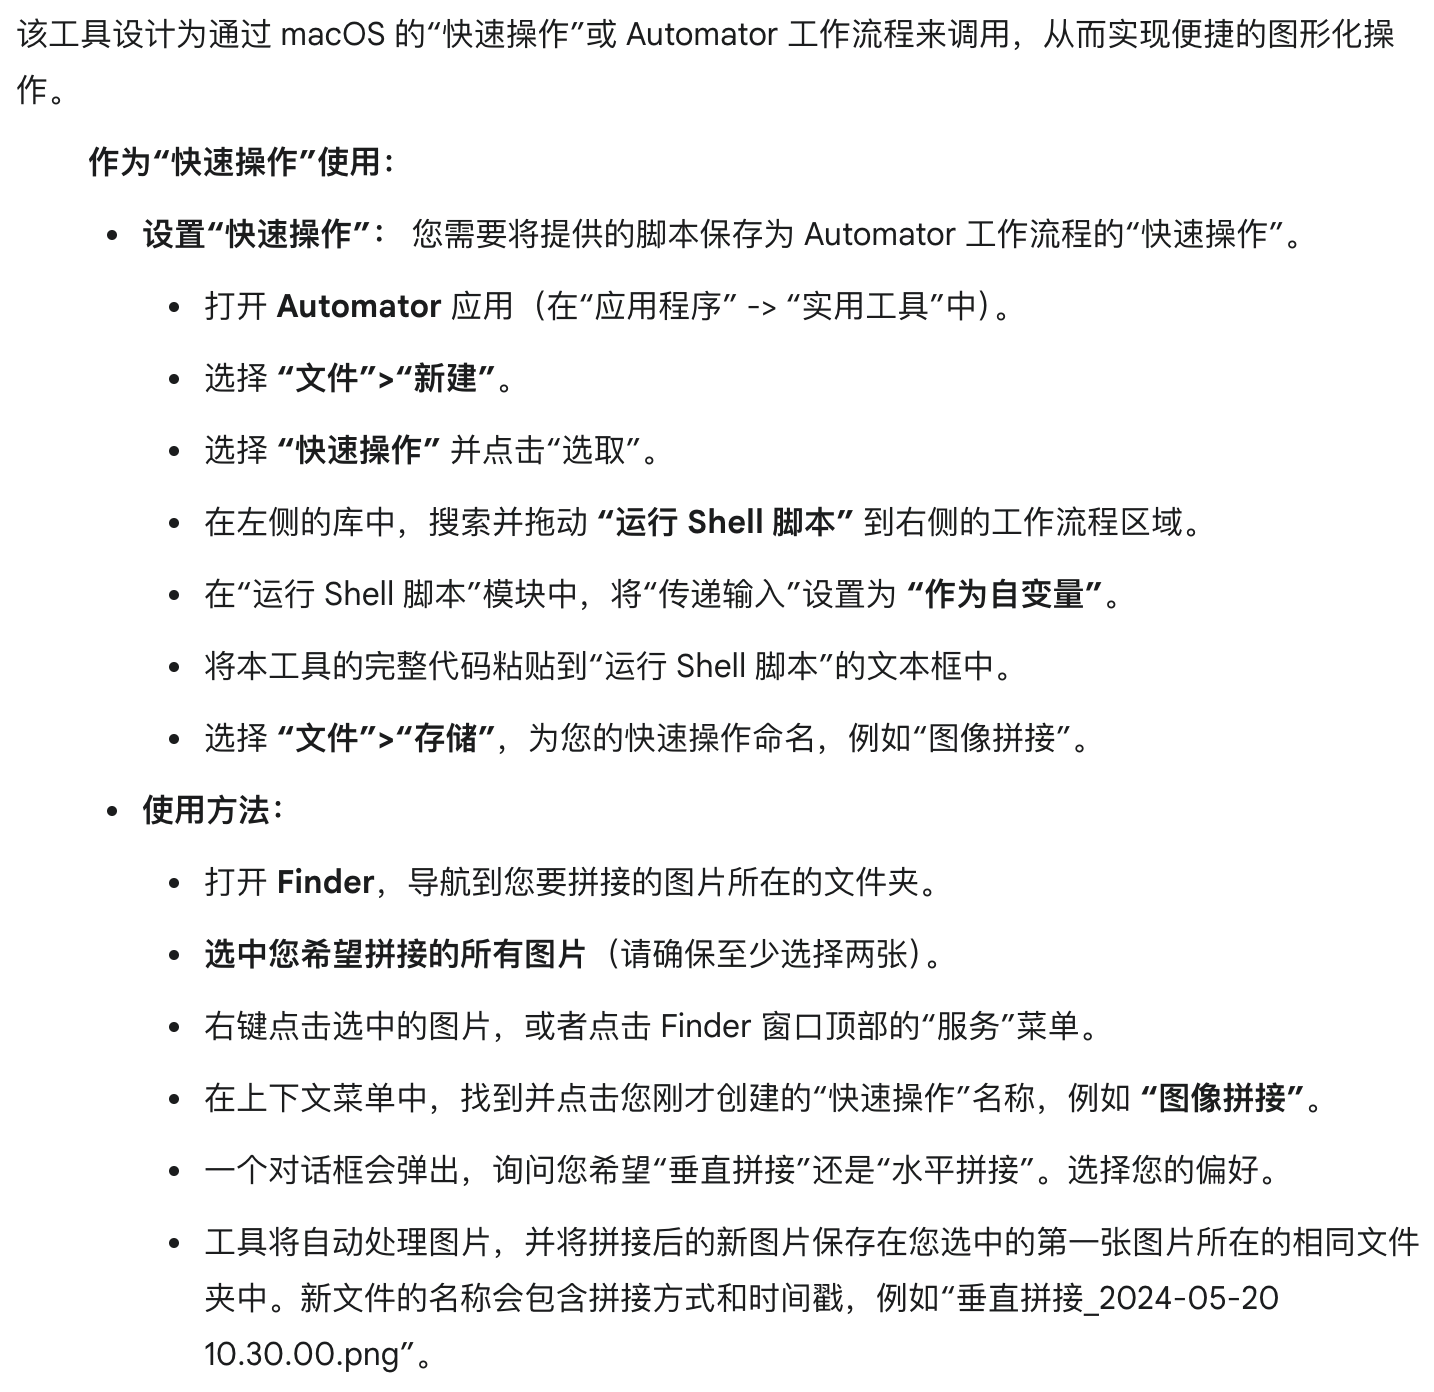 该工具设计为通过 macOS 的“快速操作”或 Automator 工作流程来调用，从而实现便捷的图形化操
作。
作为“快速操作”使用：
• 设置“快速操作”： 您需要将提供的脚本保存为 Automator 工作流程的“快速操作”。
• 打开 Automator 应用（在“应用程序” -> “实用工具”中）。
• 选择 “文件”>“新建”。
• 选择 “快速操作” 并点击“选取”。
• 在左侧的库中，搜索并拖动 “运行 Shell 脚本” 到右侧的工作流程区域。
• 在“运行 Shell 脚本”模块中，将“传递输入”设置为 “作为自变量”。
• 将本工具的完整代码粘贴到“运行 Shell 脚本”的文本框中。
• 选择 “文件”>“存储”，为您的快速操作命名，例如“图像拼接”。
• 使用方法：
• 打开 Finder，导航到您要拼接的图片所在的文件夹。
• 选中您希望拼接的所有图片（请确保至少选择两张）。
• 右键点击选中的图片，或者点击 Finder 窗口顶部的“服务”菜单。
• 在上下文菜单中，找到并点击您刚才创建的“快速操作”名称，例如 “图像拼接”。
• 一个对话框会弹出，询问您希望“垂直拼接”还是“水平拼接”。选择您的偏好。
• 工具将自动处理图片，并将拼接后的新图片保存在您选中的第一张图片所在的相同文件
夹中。新文件的名称会包含拼接方式和时间戳，例如“垂直拼接_2024-05-20
10.30.00.png”。